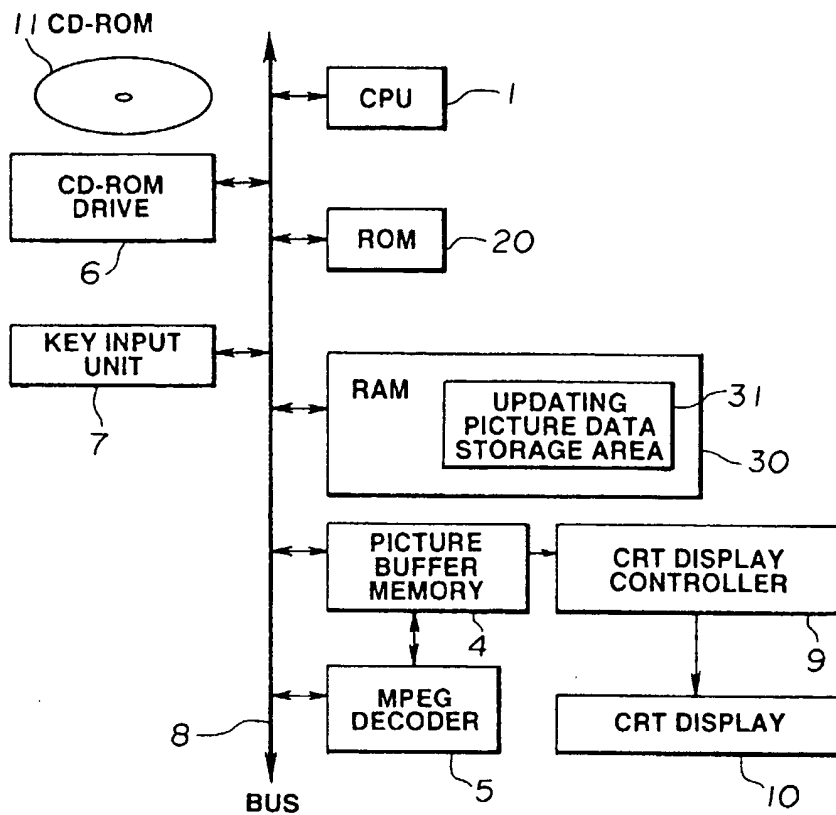 11 CD-ROM
CPU
1
CD-ROM
DRIVE
6
ROM
20
KEY INPUT
UNIT
7
RAM
UPDATING
PICTURE DATA
STORAGE AREA
31
30
PICTURE
BUFFER
MEMORY
4
CRT DISPLAY
CONTROLLER
9
MPEG
DECODER
5
CRT DISPLAY
10
8
BUS